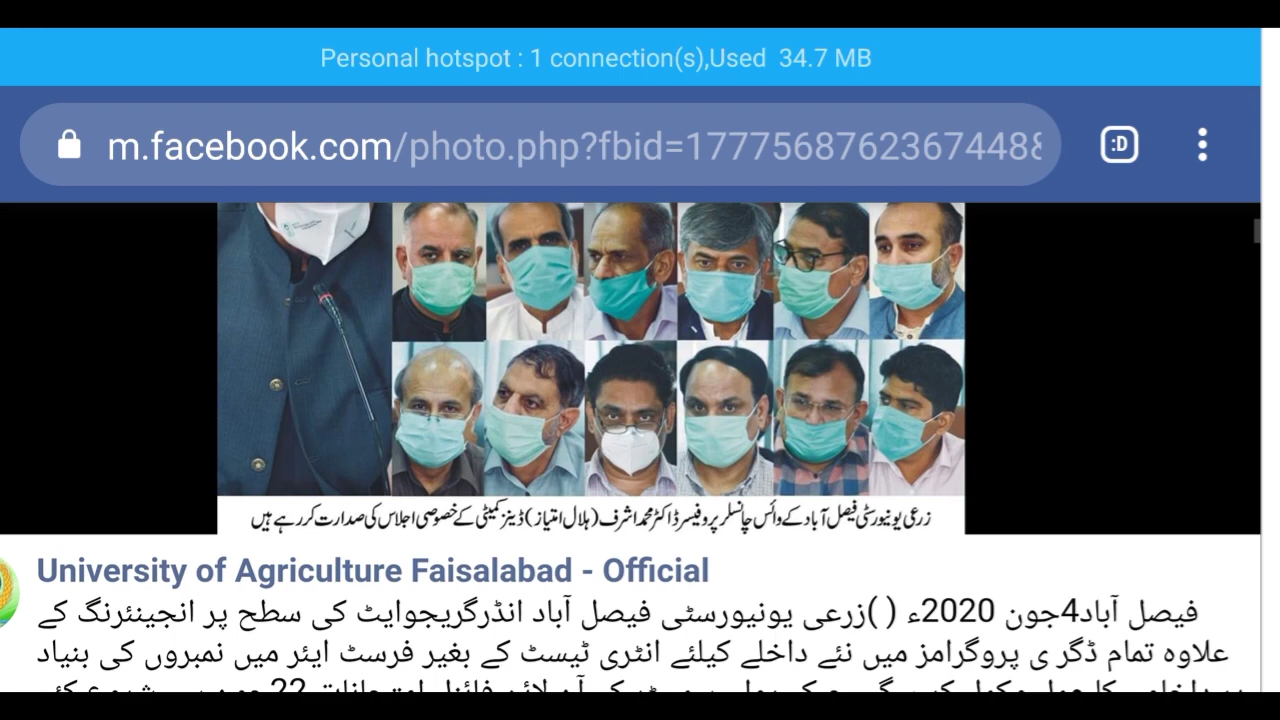 Personal hotspot : 1 connection(s),Used 34.7 MB
m.facebook.com/photo.php?fbid=1777568762367448
:D
زرعی یونیورسٹی فیصل آباد کے وائس چانسلر پروفیسر ڈاکٹر محمد اشرف (ہلال امتیاز) ڈینز کمیٹی کے خصوصی اجلاس کی صدارت کر رہے ہیں
University of Agriculture Faisalabad - Official
فیصل آباد4جون 2020ء ( )زرعی یونیورسٹی فیصل آباد انڈرگریجوایٹ کی سطح پر انجینئرنگ کے
علاوہ تمام ڈگر ی پروگرامز میں نئے داخلے کیلئے انٹری ٹیسٹ کے بغیر فرسٹ ایئر میں نمبروں کی بنیاد